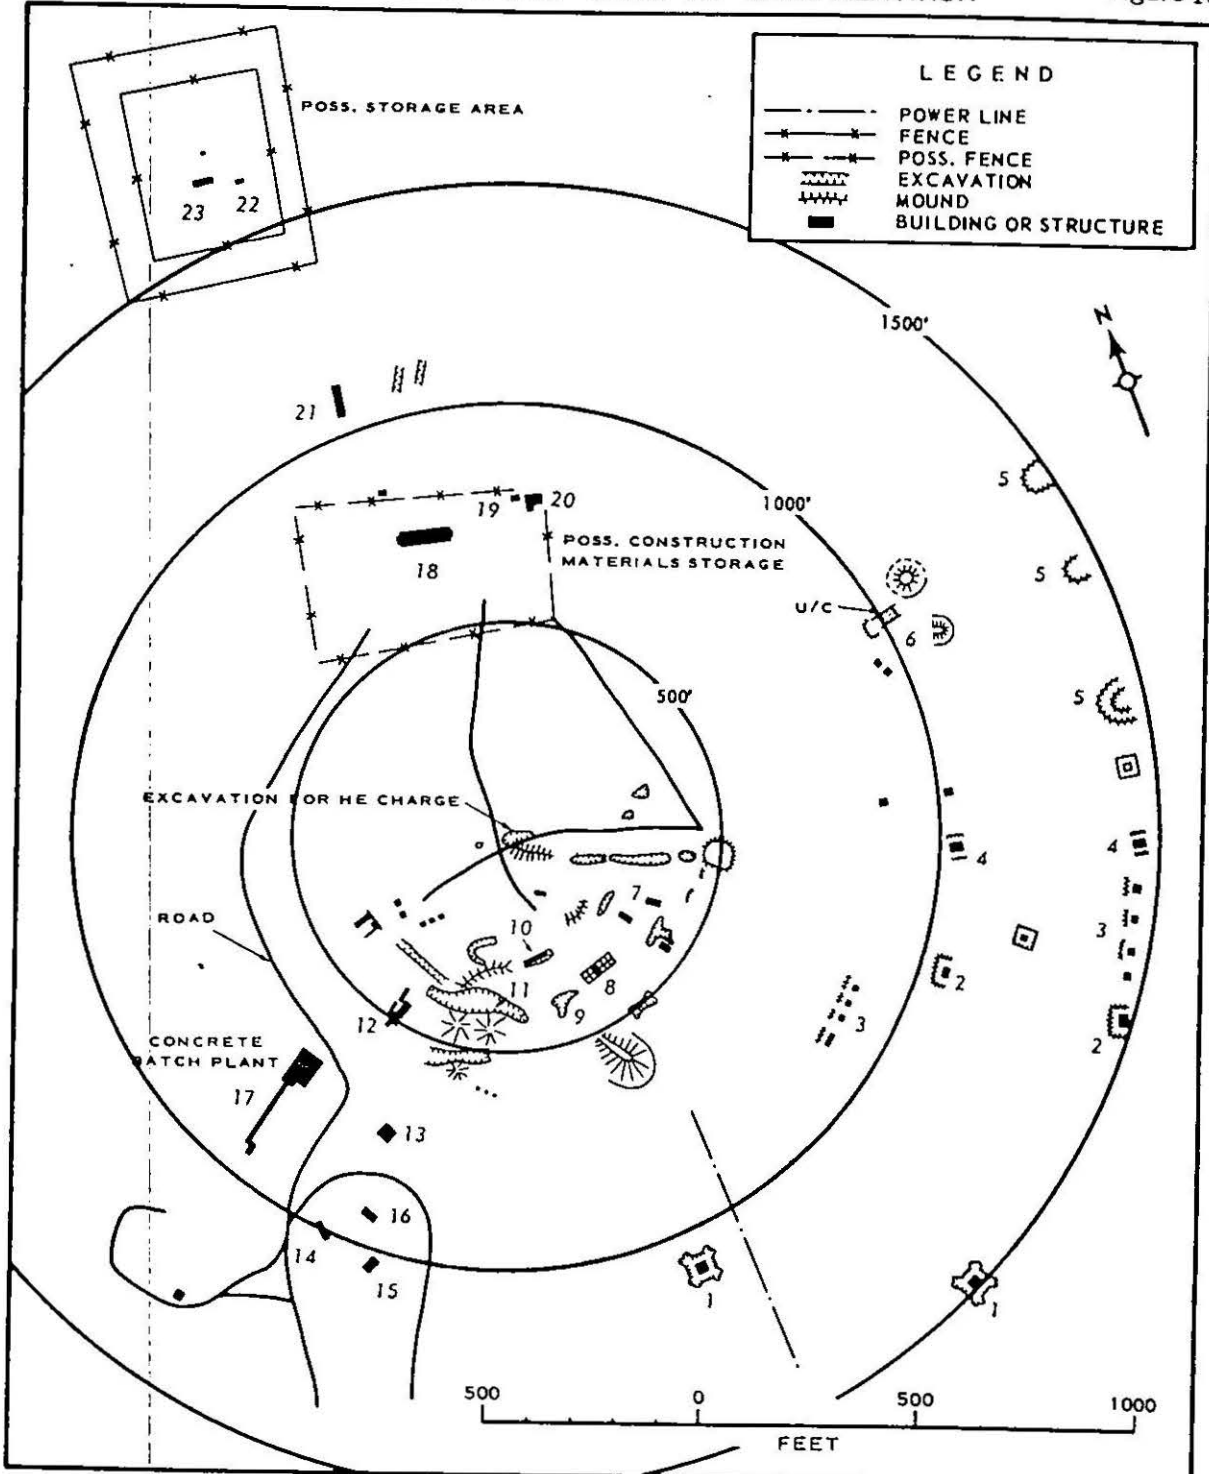 LEGEND
POWER LINE
FENCE
POSS. FENCE
EXCAVATION
MOUND
BUILDING OR STRUCTURE
POSS. STORAGE AREA
23 22
1500'
N
21
5
1000'
19 20
POSS. CONSTRUCTION
MATERIALS STORAGE
18
5
U/C
6
500'
5
EXCAVATION FOR HE CHARGE
4 4
7
ROAD
10
3
2
11 8
9
3
12
CONCRETE
BATCH PLANT
2
17
13
16
14
15
1 1
500 0 500 1000
FEET